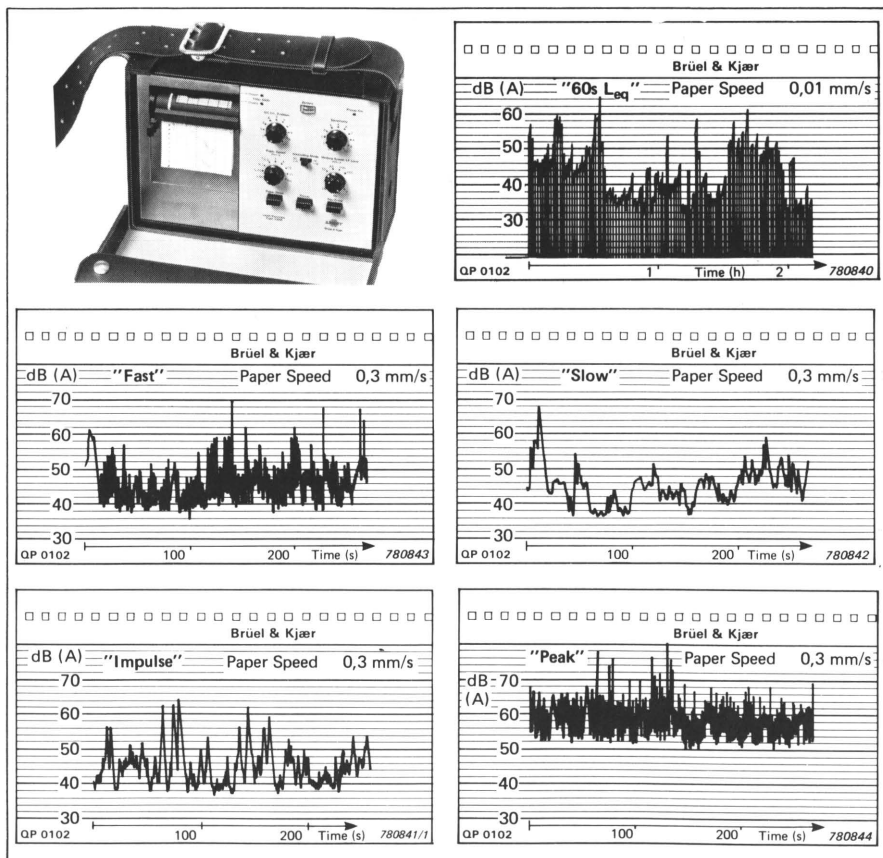 Brüel & Kjær
dB (A) "60s Leq" Paper Speed 0,01 mm/s
60
50
40
30
QP 0102 1 Time (h) 2 780840
Brüel & Kjær
dB (A) "Fast" Paper Speed 0,3 mm/s
70
60
50
40
30
QP 0102 100 200 Time (s) 780843
Brüel & Kjær
dB (A) "Slow" Paper Speed 0,3 mm/s
70
60
50
40
30
QP 0102 100 200 Time (s) 780842
Brüel & Kjær
dB (A) "Impulse" Paper Speed 0,3 mm/s
70
60
50
40
30
QP 0102 100 200 Time (s) 780841/1
Brüel & Kjær
"Peak" Paper Speed 0,3 mm/s
dB
(A)
70
60
50
40
30
QP 0102 100 200 Time (s) 780844